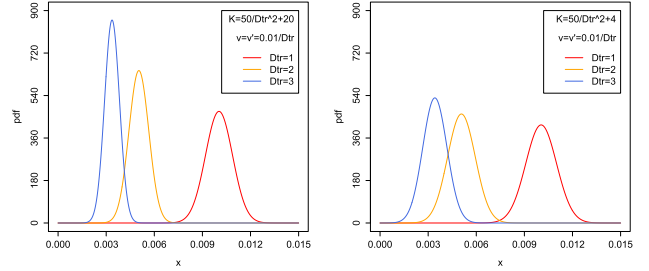 K=50/Dtr^2+20
v=v'=0.01/Dtr
Dtr=1
Dtr=2
Dtr=3
pdf
900
720
540
360
180
0
0.000
0.003
0.006
0.009
0.012
0.015
x
K=50/Dtr^2+4
v=v'=0.01/Dtr
Dtr=1
Dtr=2
Dtr=3
pdf
900
720
540
360
180
0
0.000
0.003
0.006
0.009
0.012
0.015
x